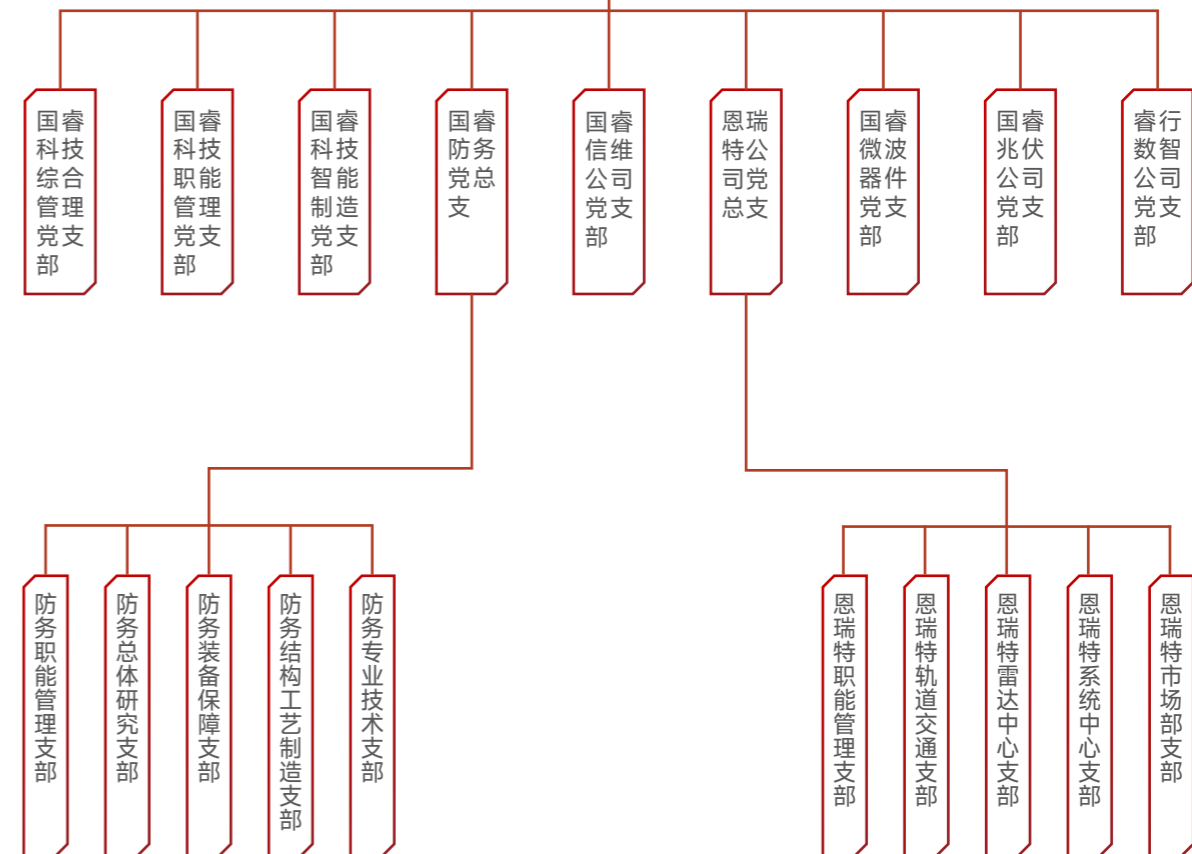 国睿科技综合管理党支部
国睿科技职能管理党支部
国睿科技智能制造党支部
国睿防务党总支
国睿信维公司党支部
恩瑞特公司党总支
国睿微波器件党支部
国睿兆伏公司党支部
睿行数智公司党支部
防务职能管理支部
防务总体研究支部
防务装备保障支部
防务结构工艺制造支部
防务专业技术支部
恩瑞特职能管理支部
恩瑞特轨道交通支部
恩瑞特雷达中心支部
恩瑞特系统中心支部
恩瑞特市场部支部